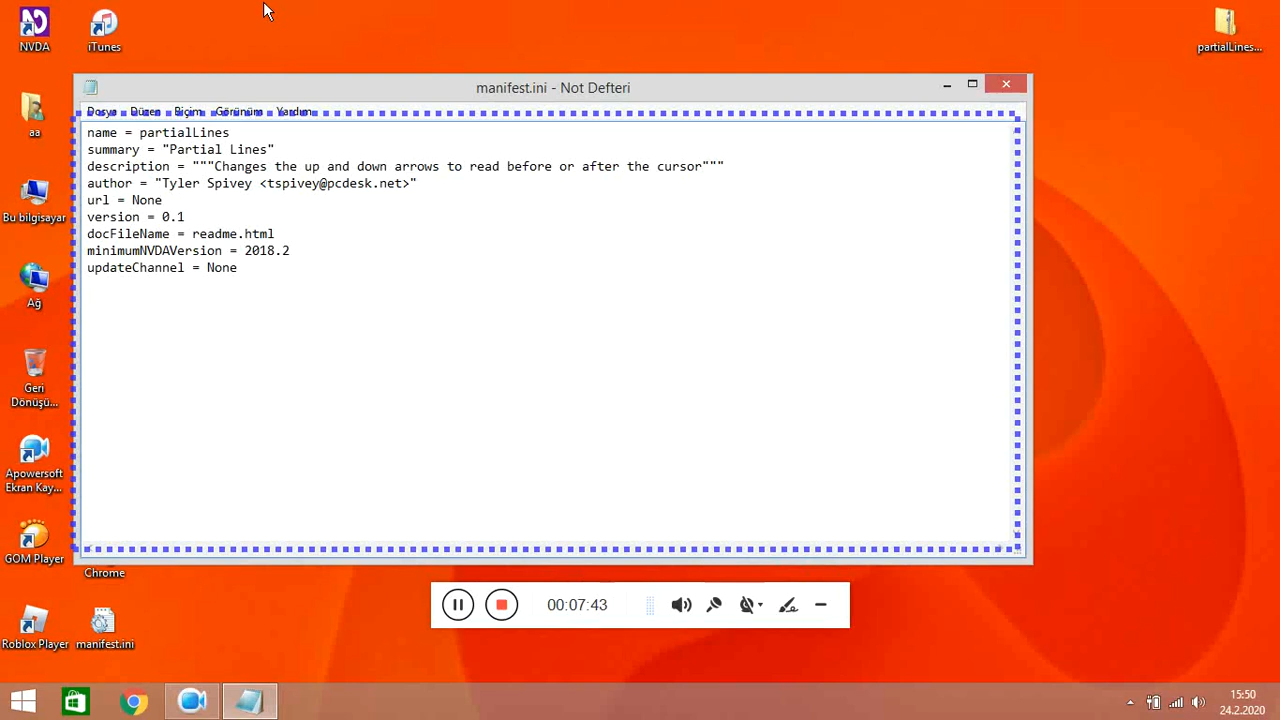 NVDA
iTunes
partialLines...
manifest.ini - Not Defteri
Dosya Düzen Biçim Görünüm Yardım
name = partialLines
summary = "Partial Lines"
description = """Changes the up and down arrows to read before or after the cursor"""
author = "Tyler Spivey <tspivey@pcdesk.net>"
url = None
version = 0.1
docFileName = readme.html
minimumNVDAVersion = 2018.2
updateChannel = None
aa
Bu bilgisayar
Ağ
Geri
Dönüşü...
Apowersoft
Ekran Kay...
GOM Player
Chrome
Roblox Player
manifest.ini
00:07:43
15:50
24.2.2020